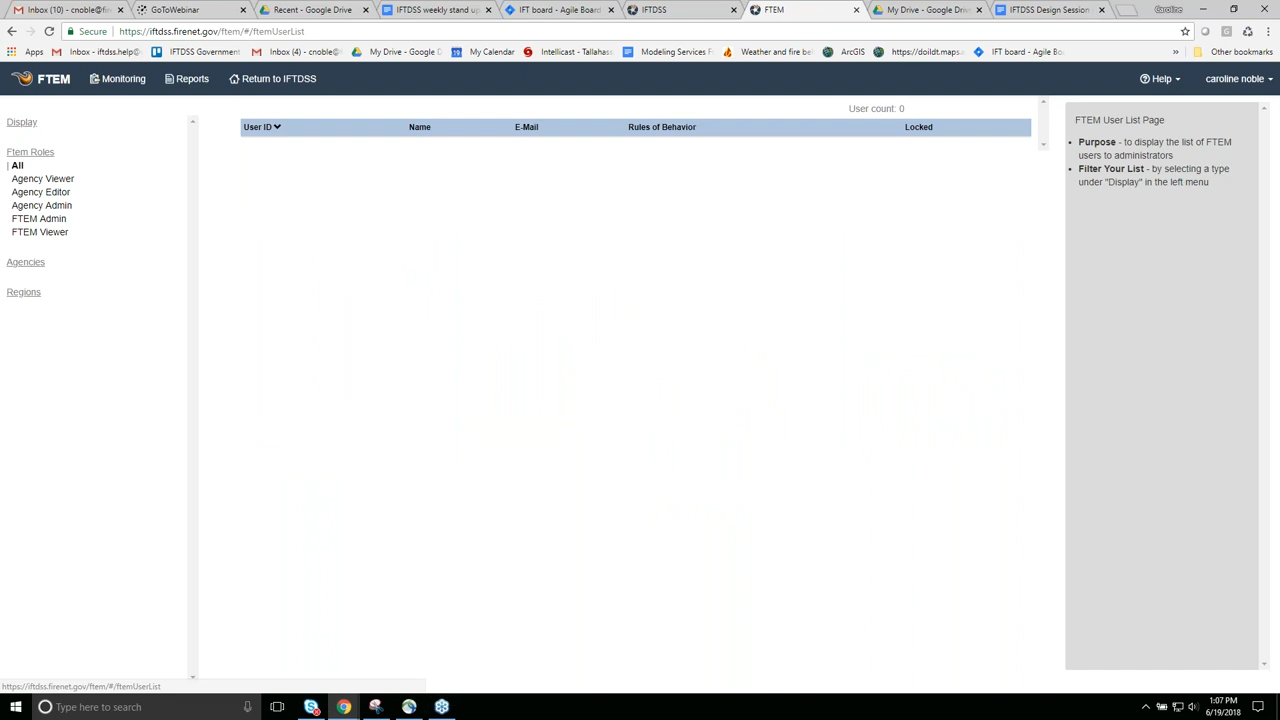 Inbox (10) - cnoble@fire
GoToWebinar
Recent - Google Drive
IFTDSS weekly stand up
IFT board - Agile Board
IFTDSS
FTEM
My Drive - Google Drive
IFTDSS Design Session
Caroline
Secure https://iftdss.firenet.gov/ftem/#/ftemUserList
Apps Inbox - iftdss.help@ IFTDSS Government Inbox (4) - cnoble@ My Drive - Google D My Calendar Intellicast - Tallahass Modeling Services F Weather and fire be ArcGIS https://doildt.maps.a IFT board - Agile Boa » Other bookmarks
FTEM Monitoring Reports Return to IFTDSS Help caroline noble
User count: 0
User ID Name E-Mail Rules of Behavior Locked
Display
Ftem Roles
| All
Agency Viewer
Agency Editor
Agency Admin
FTEM Admin
FTEM Viewer
Agencies
Regions
FTEM User List Page
• Purpose - to display the list of FTEM
users to administrators
• Filter Your List - by selecting a type
under "Display" in the left menu
https://iftdss.firenet.gov/ftem/#/ftemUserList
Type here to search
1:07 PM
6/19/2018